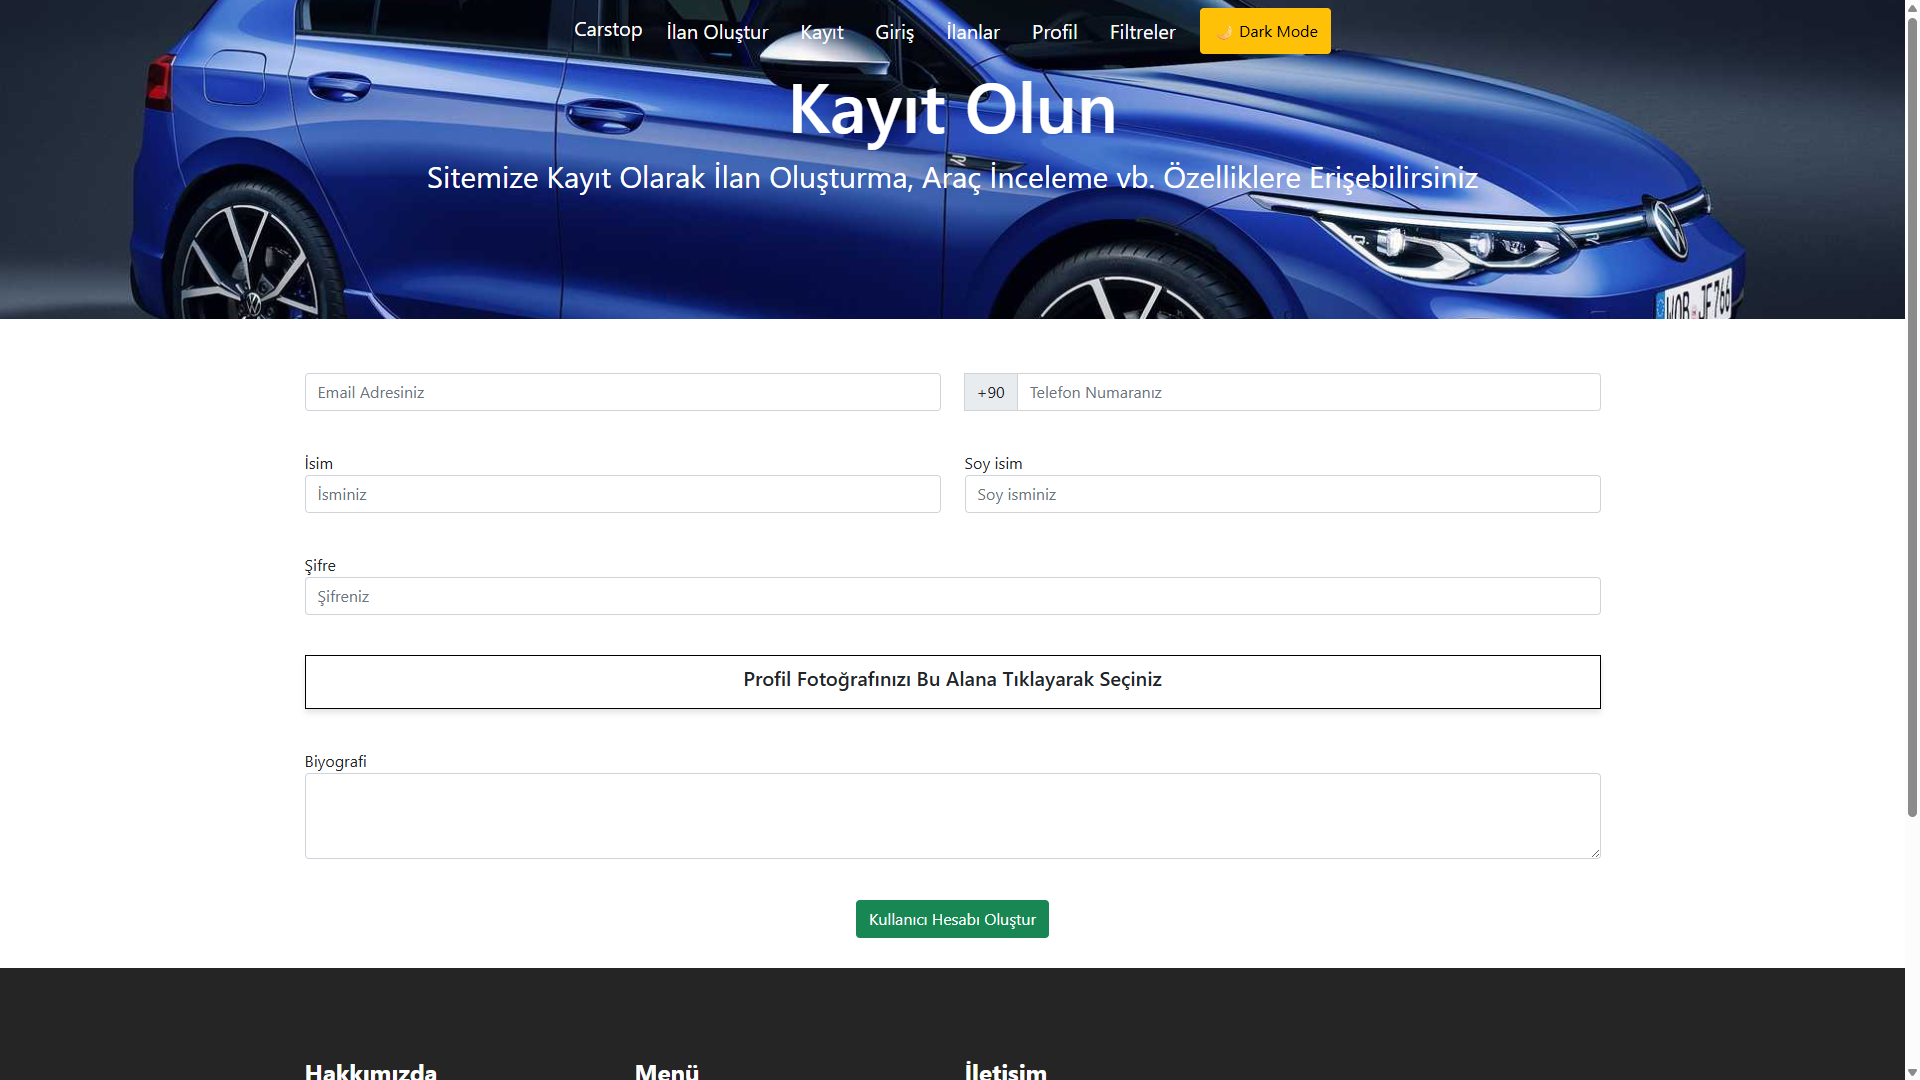 Carstop İlan Oluştur Kayıt Giriş İlanlar Profil Filtreler 🌙 Dark Mode
Kayıt Olun
Sitemize Kayıt Olarak İlan Oluşturma, Araç İnceleme vb. Özelliklere Erişebilirsiniz
WOB JF766
Email Adresiniz
+90 Telefon Numaranız
İsim
İsminiz
Soy isim
Soy isminiz
Şifre
Şifreniz
Profil Fotoğrafınızı Bu Alana Tıklayarak Seçiniz
Biyografi
Kullanıcı Hesabı Oluştur
Hakkımızda
Menü
İletişim